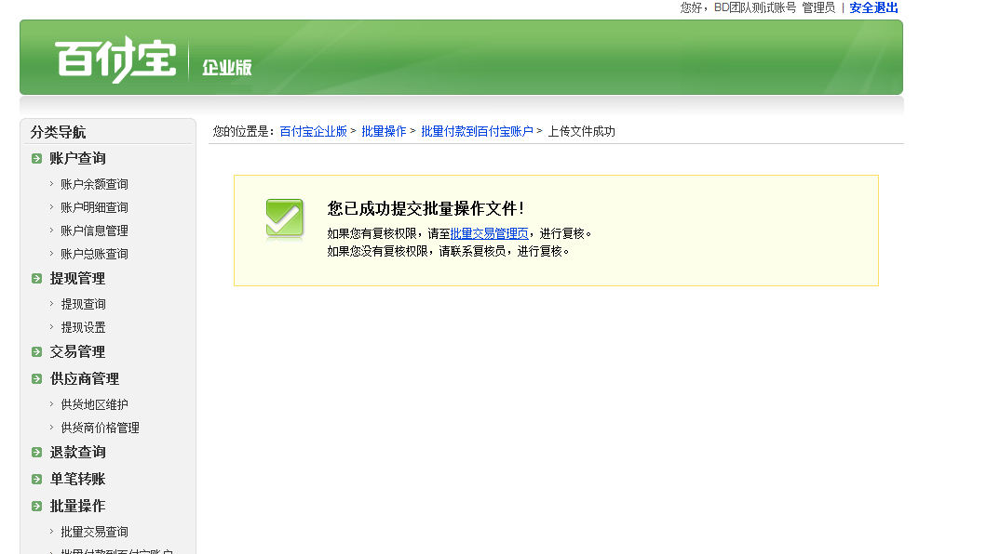 您好，BD团队测试账号 管理员 | 安全退出
百付宝 企业版
分类导航
账户查询
账户余额查询
账户明细查询
账户信息管理
账户总账查询
提现管理
提现查询
提现设置
交易管理
供应商管理
供货地区维护
供货商价格管理
退款查询
单笔转账
批量操作
批量交易查询
批量付款到百付宝账户
您的位置是：百付宝企业版 > 批量操作 > 批量付款到百付宝账户 > 上传文件成功
您已成功提交批量操作文件！
如果您有复核权限，请至批量交易管理页，进行复核。
如果您没有复核权限，请联系复核员，进行复核。